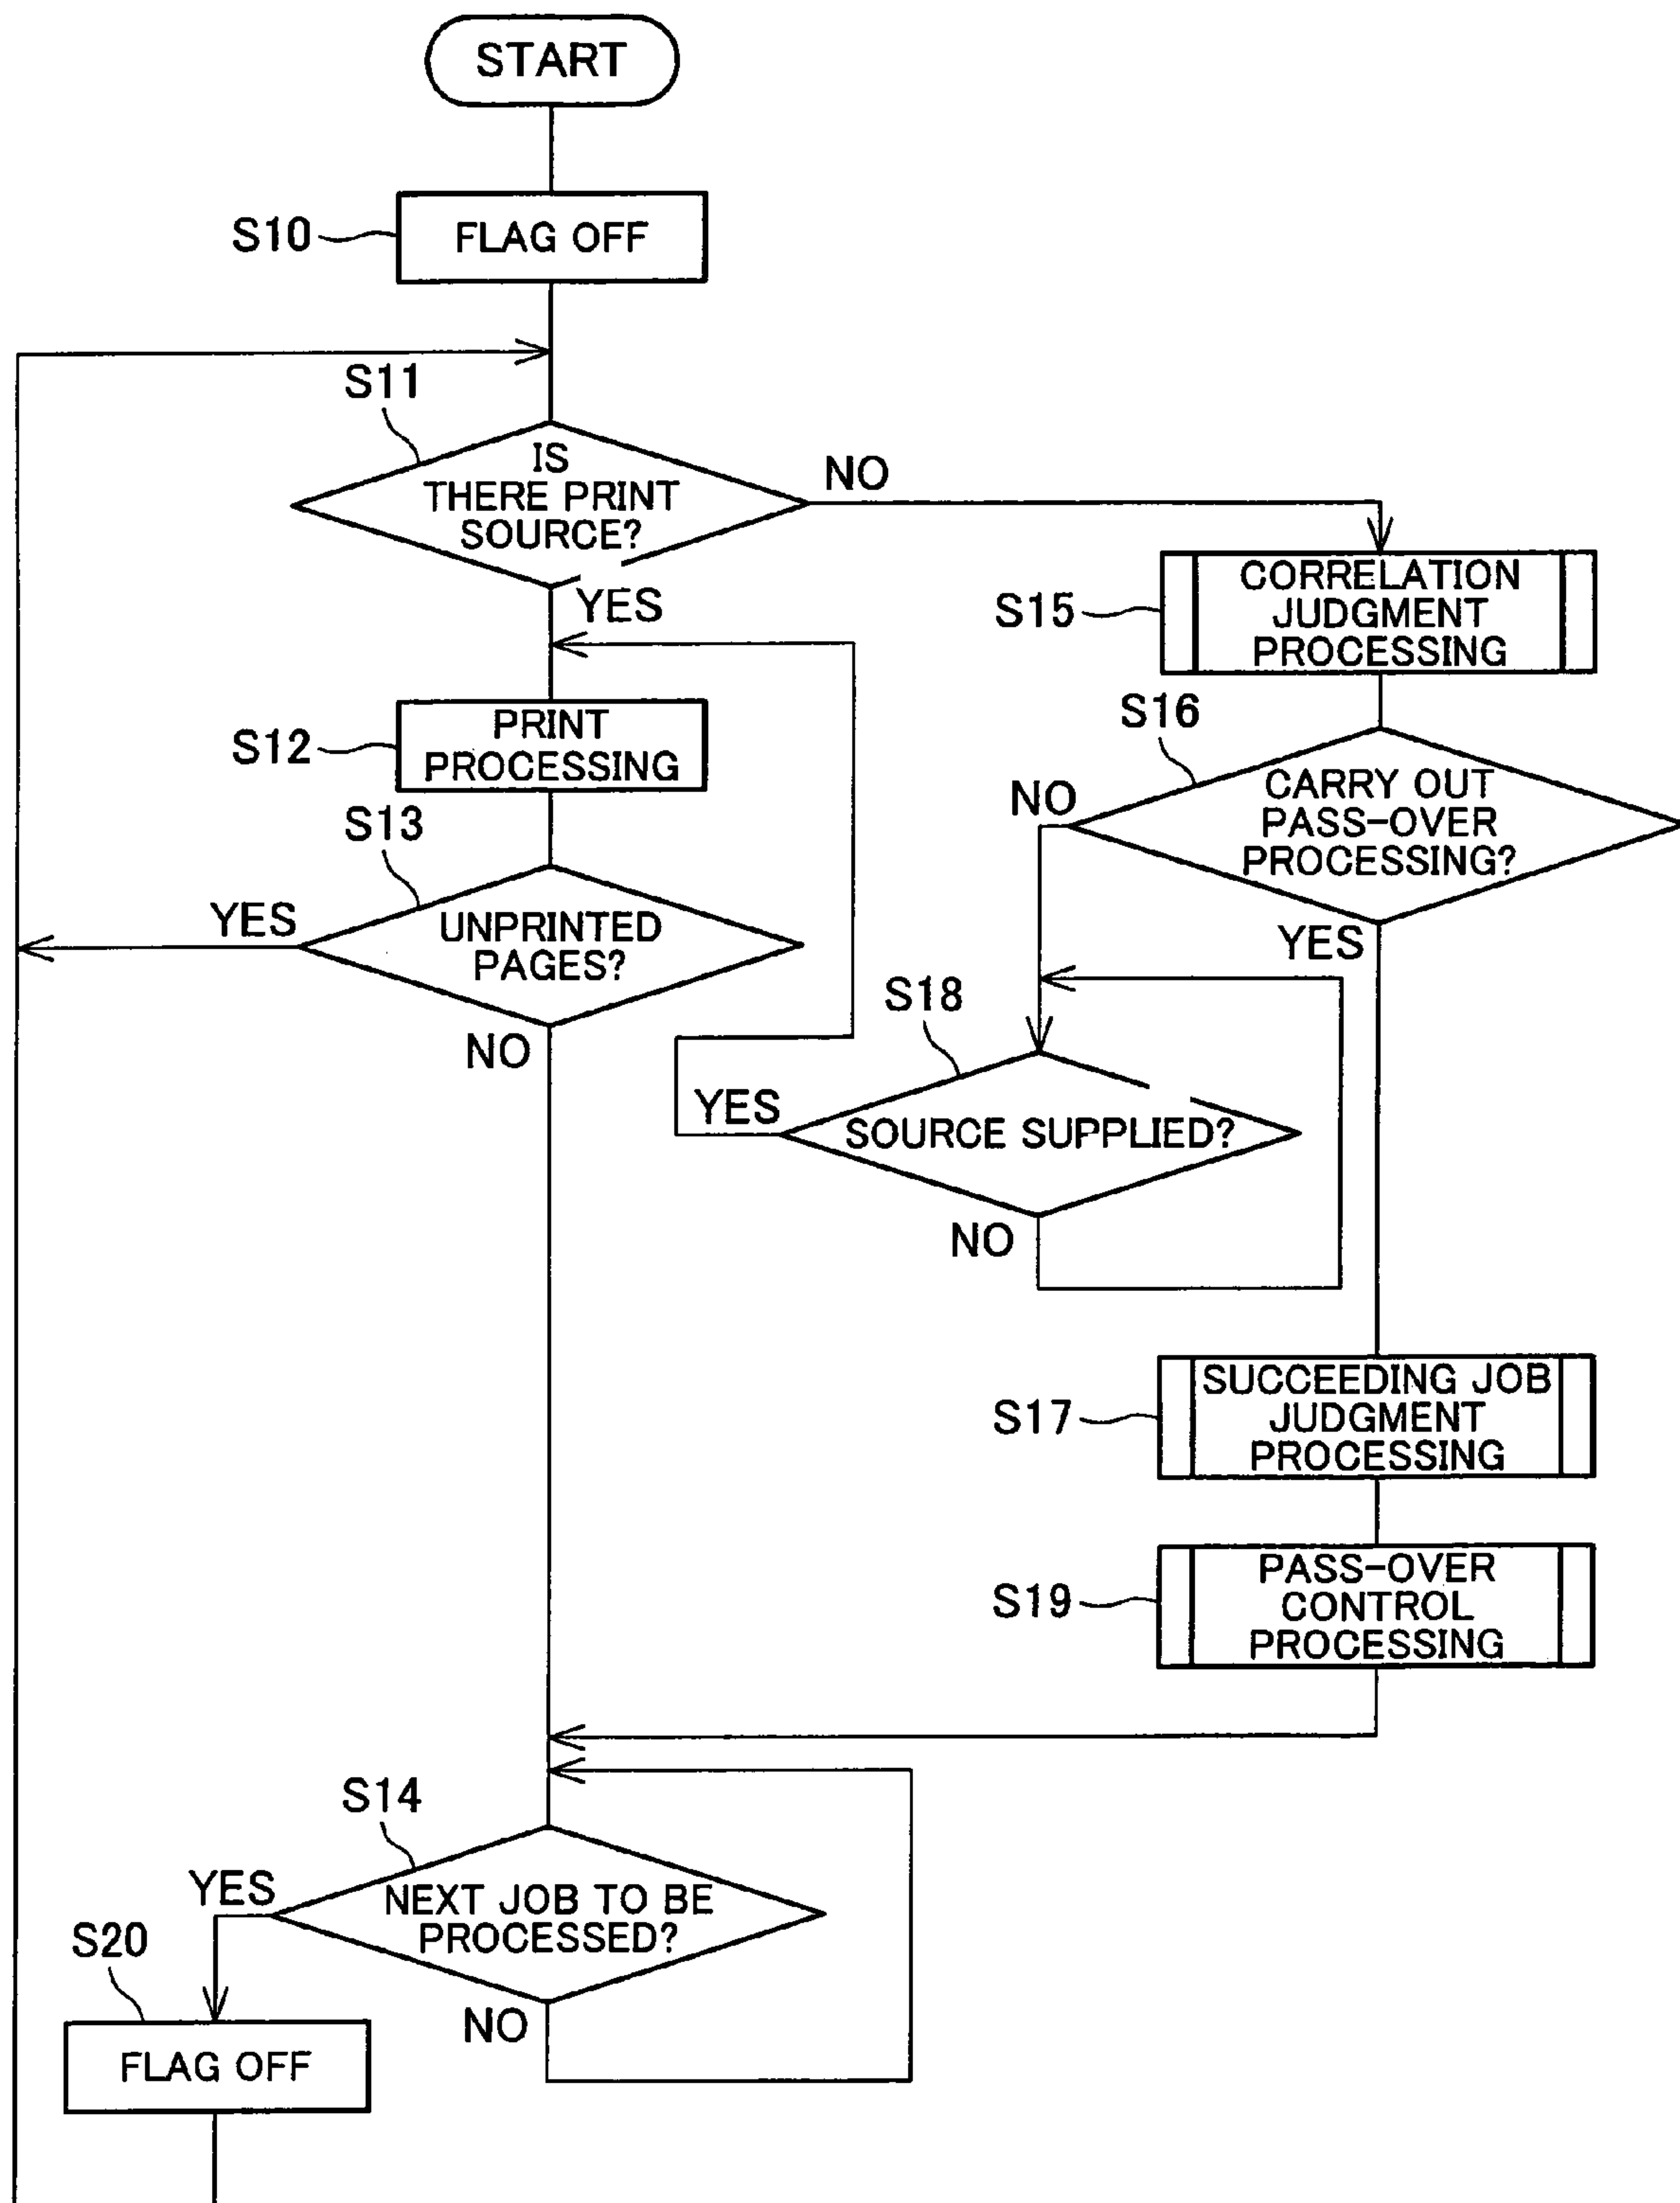 START
S10
FLAG OFF
S11
IS
THERE PRINT
SOURCE?
NO
YES
S15
CORRELATION
JUDGMENT
PROCESSING
S12
PRINT
PROCESSING
S16
CARRY OUT
PASS-OVER
PROCESSING?
NO
YES
S13
UNPRINTED
PAGES?
YES
NO
S18
SOURCE SUPPLIED?
YES
NO
S17
SUCCEEDING JOB
JUDGMENT
PROCESSING
S19
PASS-OVER
CONTROL
PROCESSING
S14
NEXT JOB TO BE
PROCESSED?
YES
NO
S20
FLAG OFF